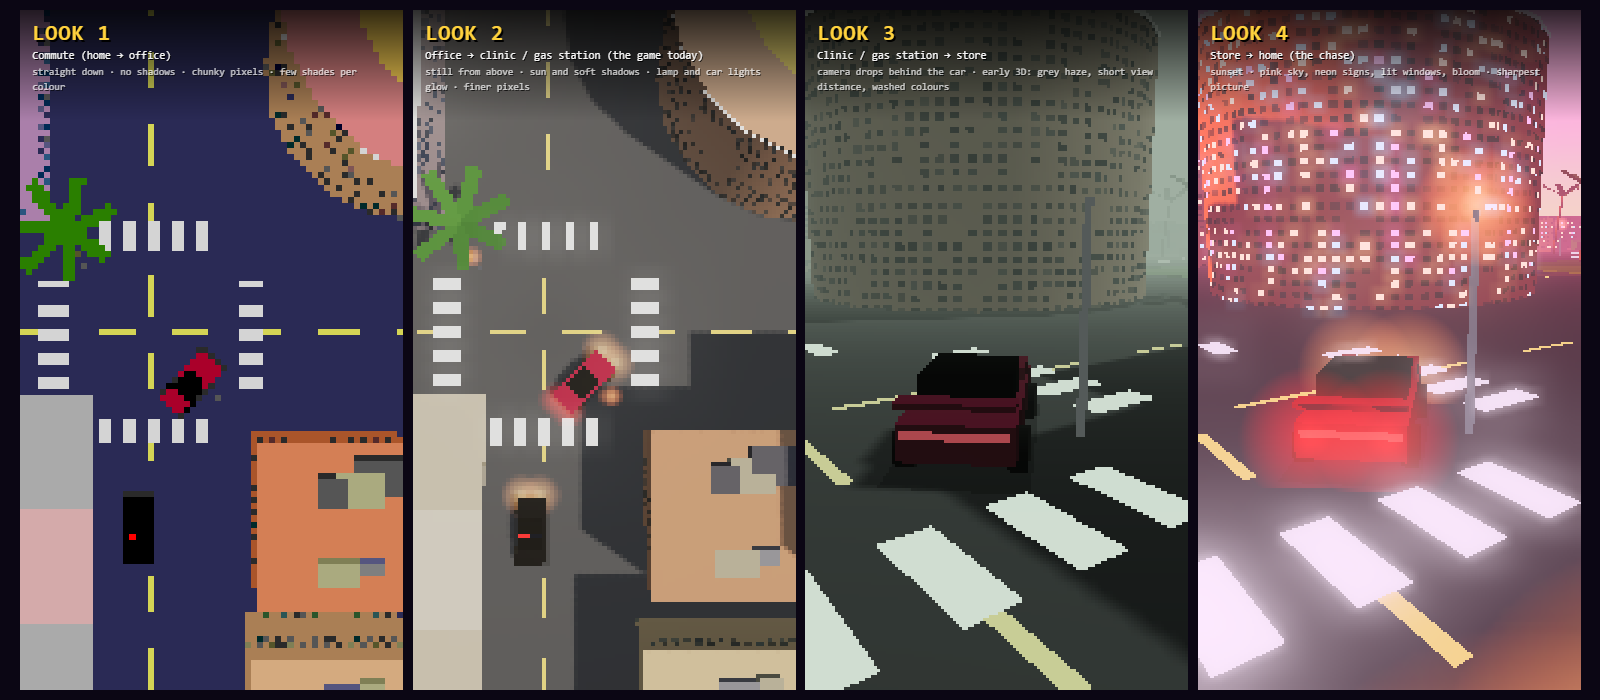 LOOK 1
Commute (home → office)
straight down · no shadows · chunky pixels · few shades per
colour
LOOK 2
Office → clinic / gas station (the game today)
still from above · sun and soft shadows · lamp and car lights
glow · finer pixels
LOOK 3
Clinic / gas station → store
camera drops behind the car · early 3D: grey haze, short view
distance, washed colours
LOOK 4
Store → home (the chase)
sunset · pink sky, neon signs, lit windows, bloom · sharpest
picture